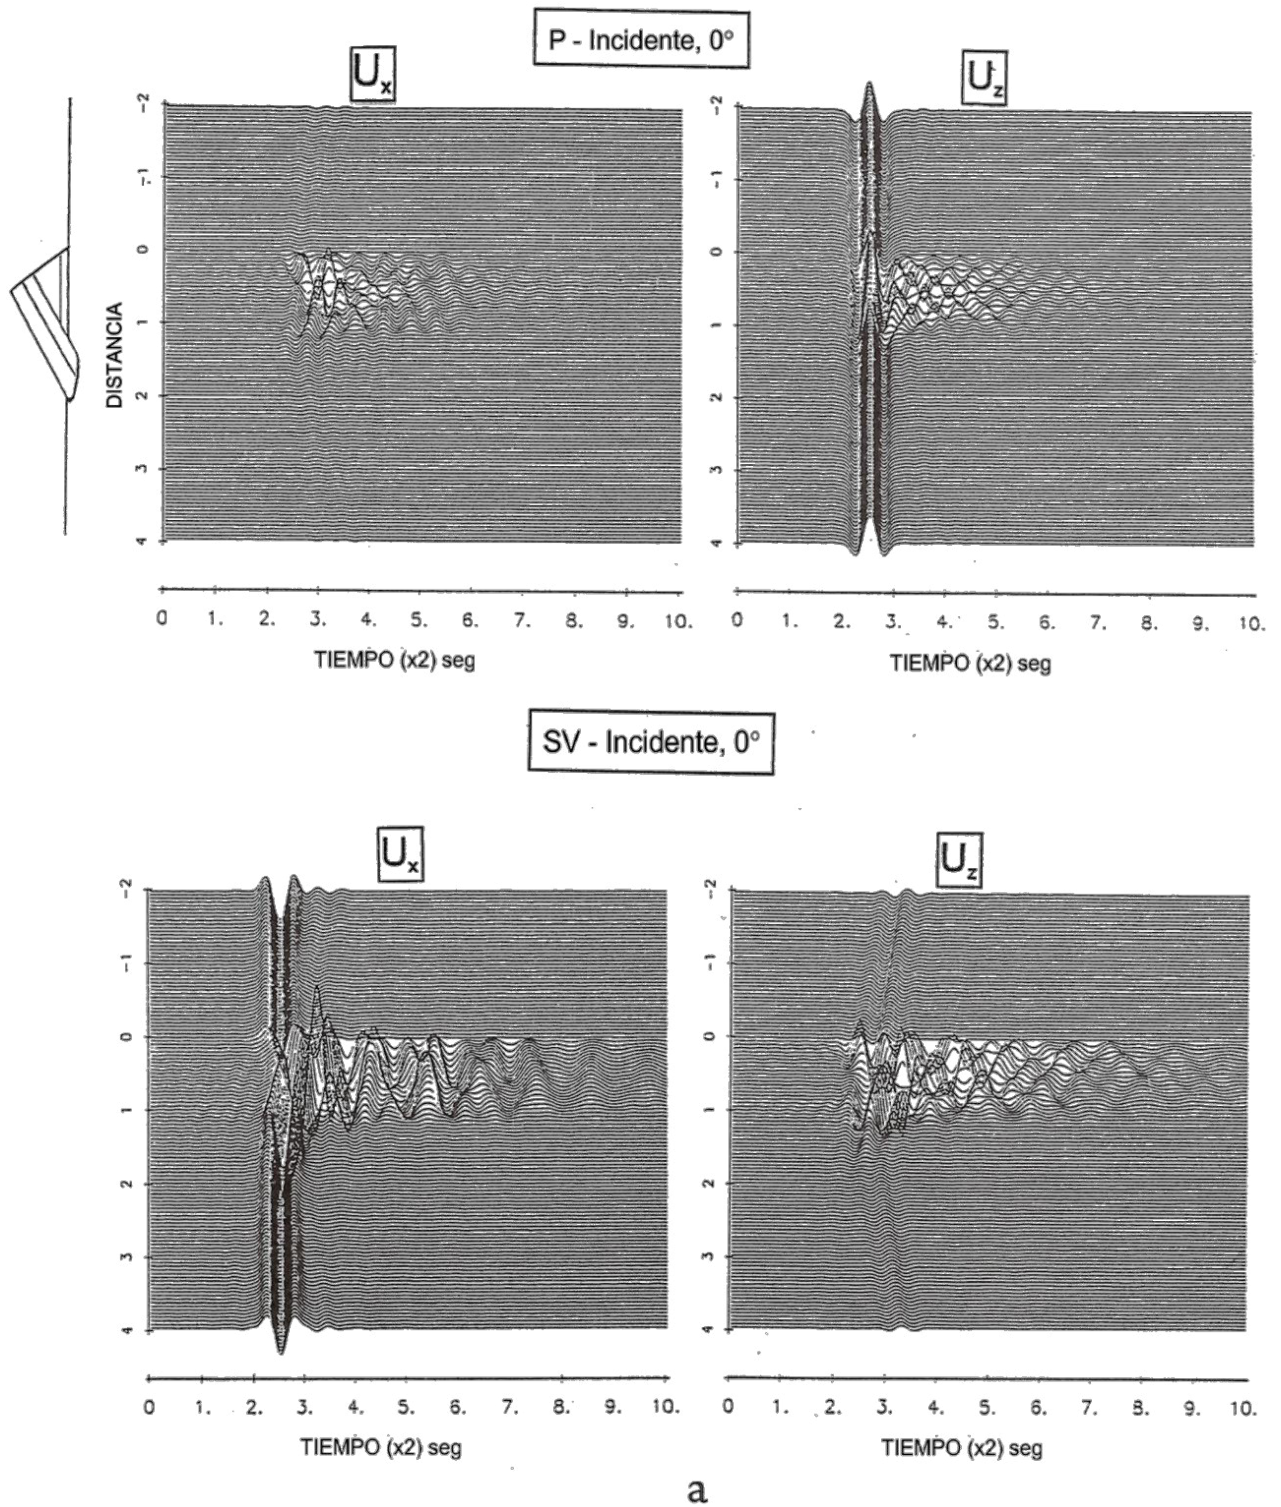 P - Incidente, 0°
Ux
Uz
DISTANCIA
-2
-1
0
1
2
3
4
-2
-1
0
1
2
3
4
0 1. 2. 3. 4. 5. 6. 7. 8. 9. 10.
0 1. 2. 3. 4. 5. 6. 7. 8. 9. 10.
TIEMPO (x2) seg
TIEMPO (x2) seg
SV - Incidente, 0°
Ux
Uz
-2
-1
0
1
2
3
4
-2
-1
0
1
2
3
4
0 1. 2. 3. 4. 5. 6. 7. 8. 9. 10.
0 1. 2. 3. 4. 5. 6. 7. 8. 9. 10.
TIEMPO (x2) seg
TIEMPO (x2) seg
a